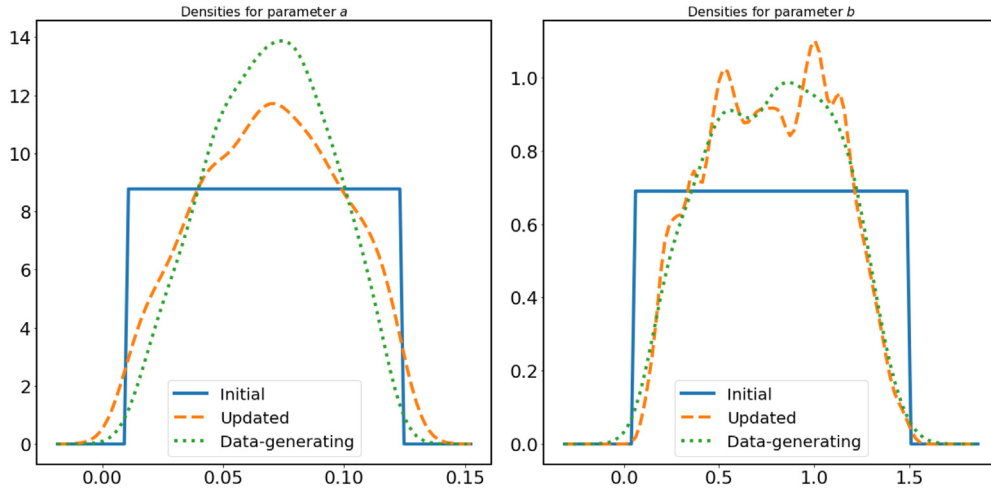 Densities for parameter a
14
12
10
8
6
4
2
0
0.00
0.05
0.10
0.15
Initial
Updated
Data-generating
Densities for parameter b
1.0
0.8
0.6
0.4
0.2
0.0
0.0
0.5
1.0
1.5
Initial
Updated
Data-generating